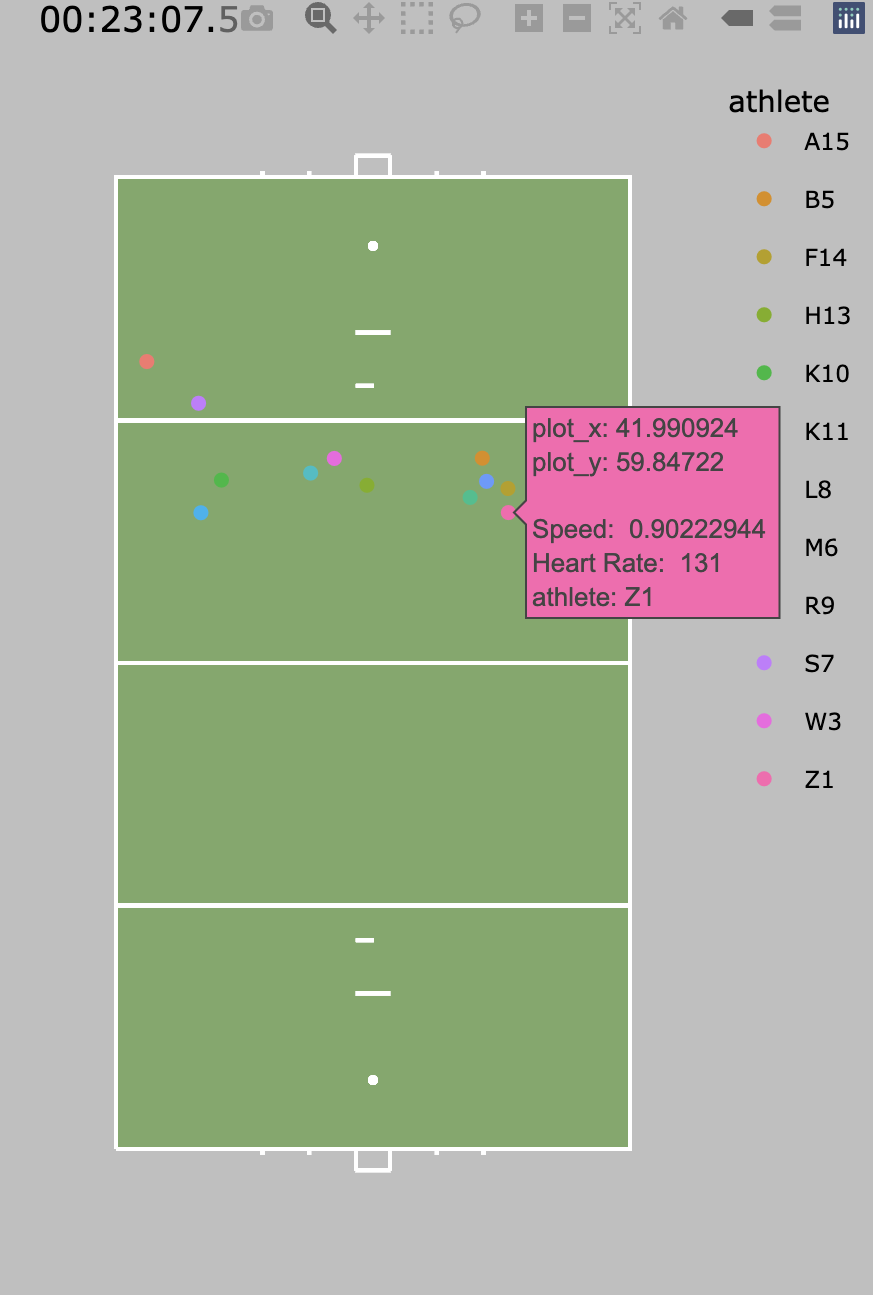 00:23:07.5
athlete
A15
B5
F14
H13
K10
K11
L8
M6
R9
S7
W3
Z1
plot_x: 41.990924
plot_y: 59.84722
Speed:  0.90222944
Heart Rate:  131
athlete: Z1